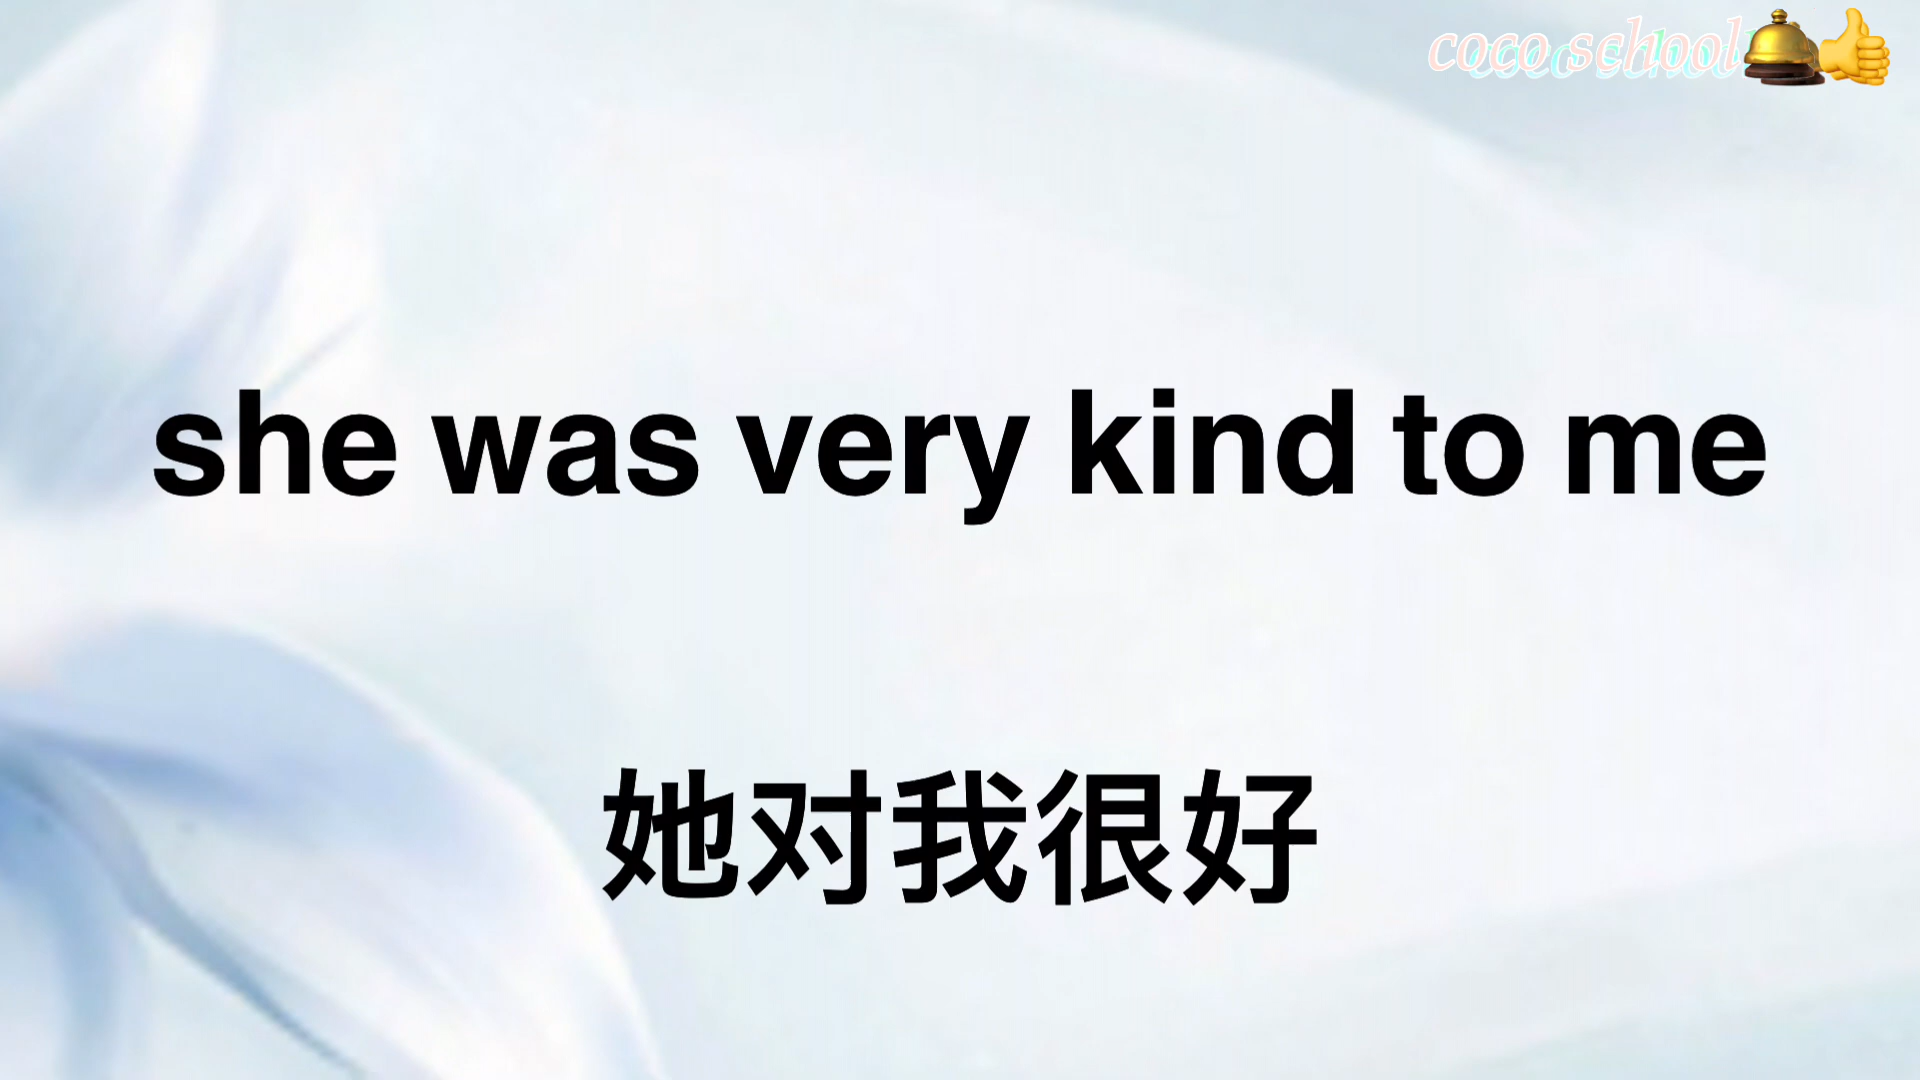 coco school
she was very kind to me
她对我很好